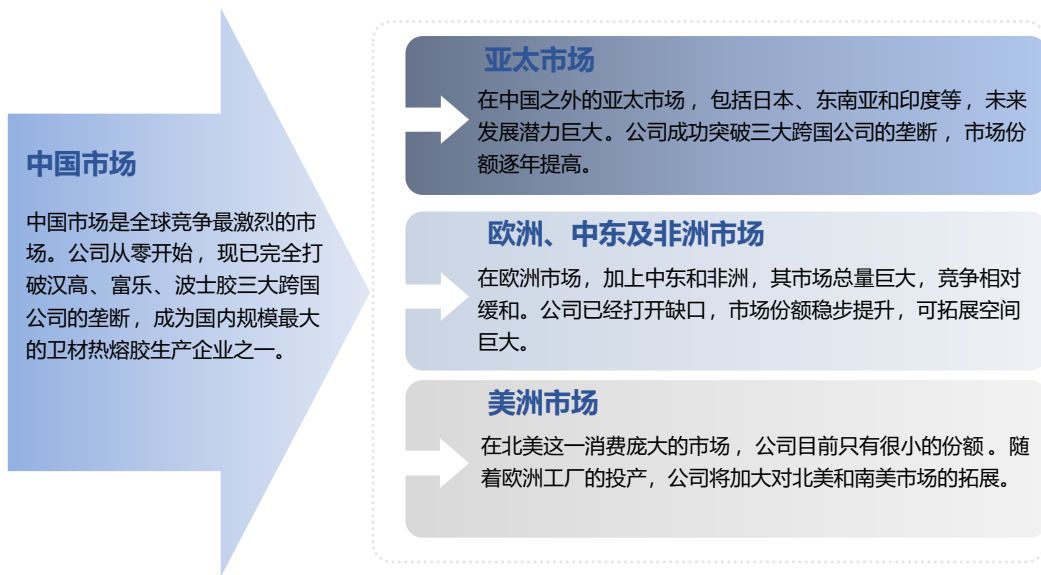 中国市场
中国市场是全球竞争最激烈的市
场。公司从零开始，现已完全打
破汉高、富乐、波士胶三大跨国
公司的垄断，成为国内规模最大
的卫材热熔胶生产企业之一。
亚太市场
在中国之外的亚太市场，包括日本、东南亚和印度等，未来
发展潜力巨大。公司成功突破三大跨国公司的垄断，市场份
额逐年提高。
欧洲、中东及非洲市场
在欧洲市场，加上中东和非洲，其市场总量巨大，竞争相对
缓和。公司已经打开缺口，市场份额稳步提升，可拓展空间
巨大。
美洲市场
在北美这一消费庞大的市场，公司目前只有很小的份额。随
着欧洲工厂的投产，公司将加大对北美和南美市场的拓展。